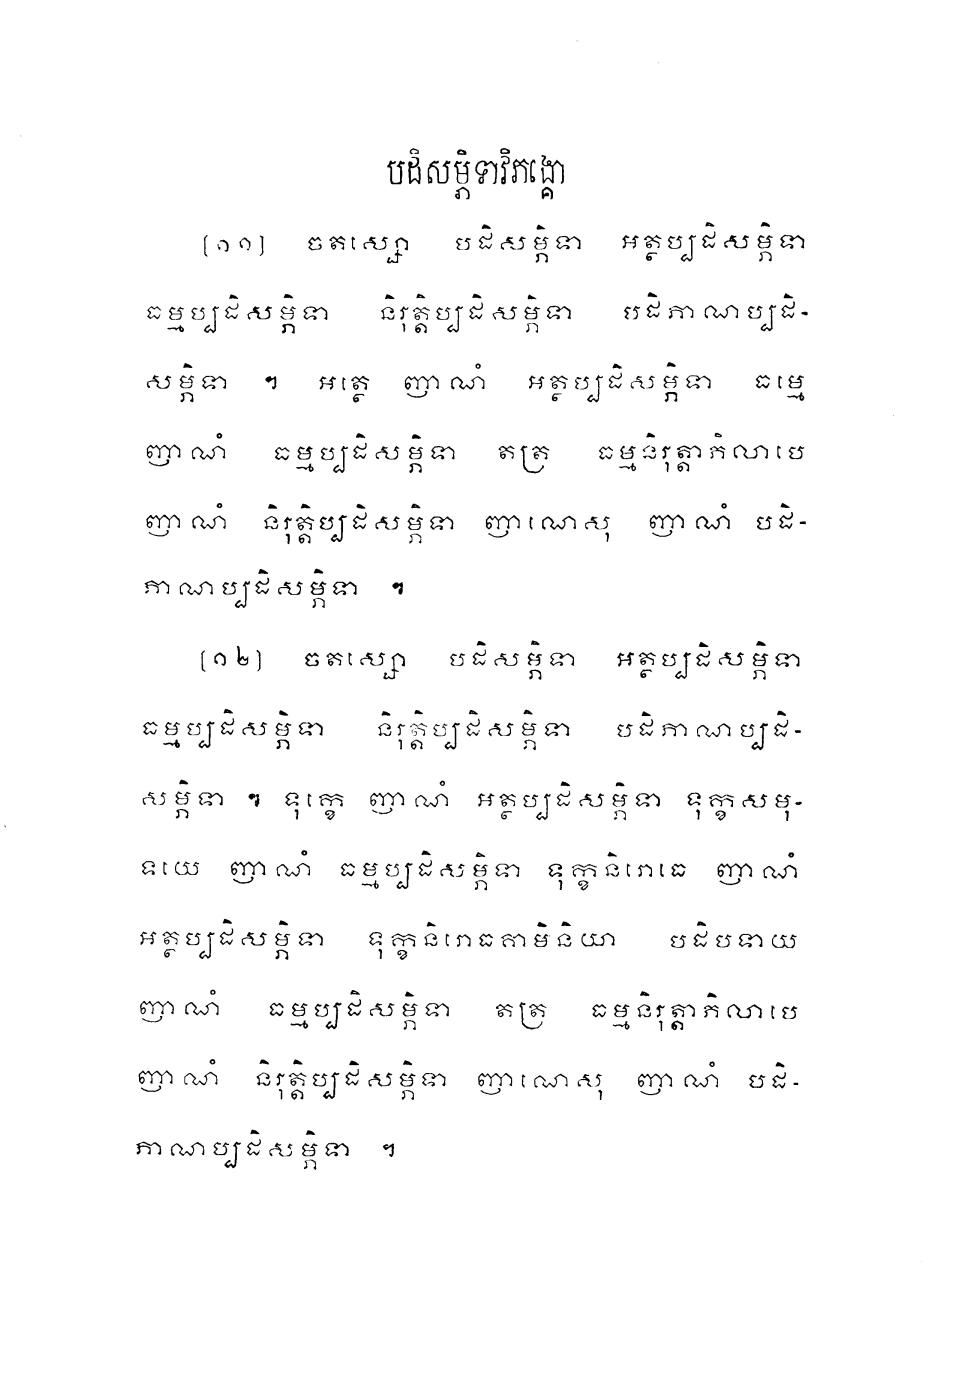 បដិសម្ភិទាវិភង្គោ
[១១] ចតស្សោ បដិសម្ភិទា អត្ថប្បដិសម្ភិទា
ធម្មប្បដិសម្ភិទា និរុត្តិប្បដិសម្ភិទា បដិភាណប្បដិ-
សម្ភិទា ។ អត្ថេ ញាណំ អត្ថប្បដិសម្ភិទា ធម្មេ
ញាណំ ធម្មប្បដិសម្ភិទា តត្រ ធម្មនិរុត្តាភិលាបេ
ញាណំ និរុត្តិប្បដិសម្ភិទា ញាណេសុ ញាណំ បដិ-
ភាណប្បដិសម្ភិទា ។
[១២] ចតស្សោ បដិសម្ភិទា អត្ថប្បដិសម្ភិទា
ធម្មប្បដិសម្ភិទា និរុត្តិប្បដិសម្ភិទា បដិភាណប្បដិ-
សម្ភិទា ។ ទុក្ខេ ញាណំ អត្ថប្បដិសម្ភិទា ទុក្ខសមុ-
ទយេ ញាណំ ធម្មប្បដិសម្ភិទា ទុក្ខនិរោធេ ញាណំ
អត្ថប្បដិសម្ភិទា ទុក្ខនិរោធគាមិនិយា បដិបទាយ
ញាណំ ធម្មប្បដិសម្ភិទា តត្រ ធម្មនិរុត្តាភិលាបេ
ញាណំ និរុត្តិប្បដិសម្ភិទា ញាណេសុ ញាណំ បដិ-
ភាណប្បដិសម្ភិទា ។